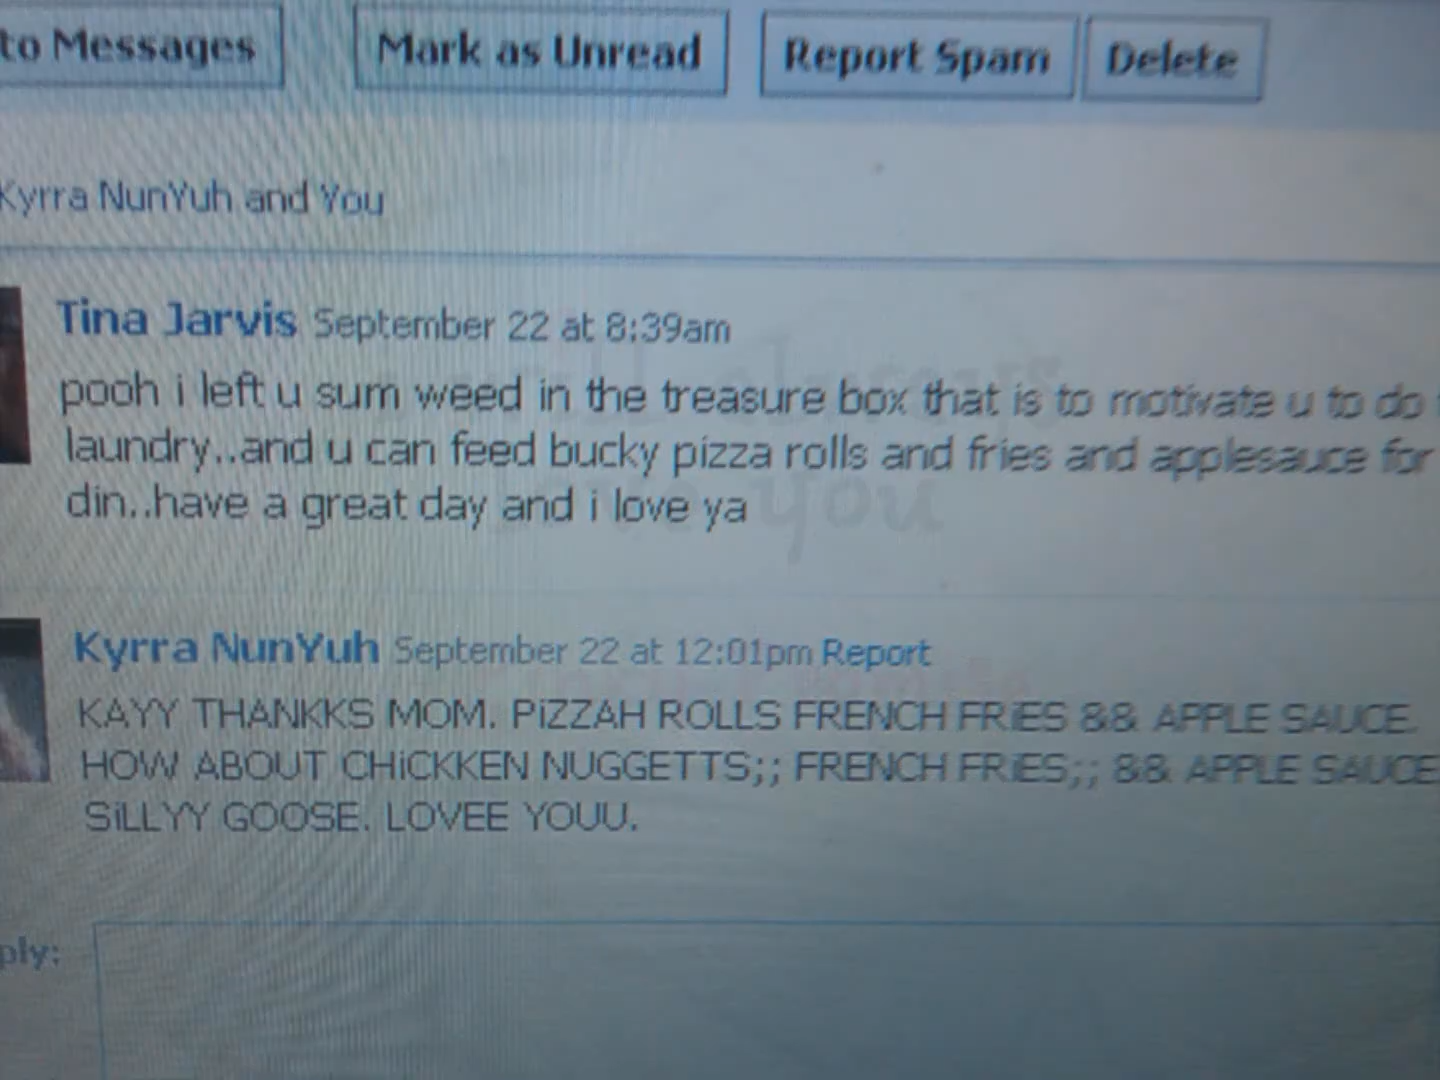 to Messages Mark as Unread Report Spam Delete
Kyrra NunYuh and You
Tina Jarvis September 22 at 8:39am
pooh i left u sum weed in the treasure box that is to motivate u to do
laundry..and u can feed bucky pizza rolls and fries and applesauce for
din..have a great day and i love ya
Kyrra NunYuh September 22 at 12:01pm Report
KAYY THANKKS MOM. PiZZAH ROLLS FRENCH FRiES && APPLE SAUCE.
HOW ABOUT CHiCKKEN NUGGETTS;; FRENCH FRiES;; && APPLE SAUCE
SiLLYY GOOSE. LOVEE YOUU.
ply: